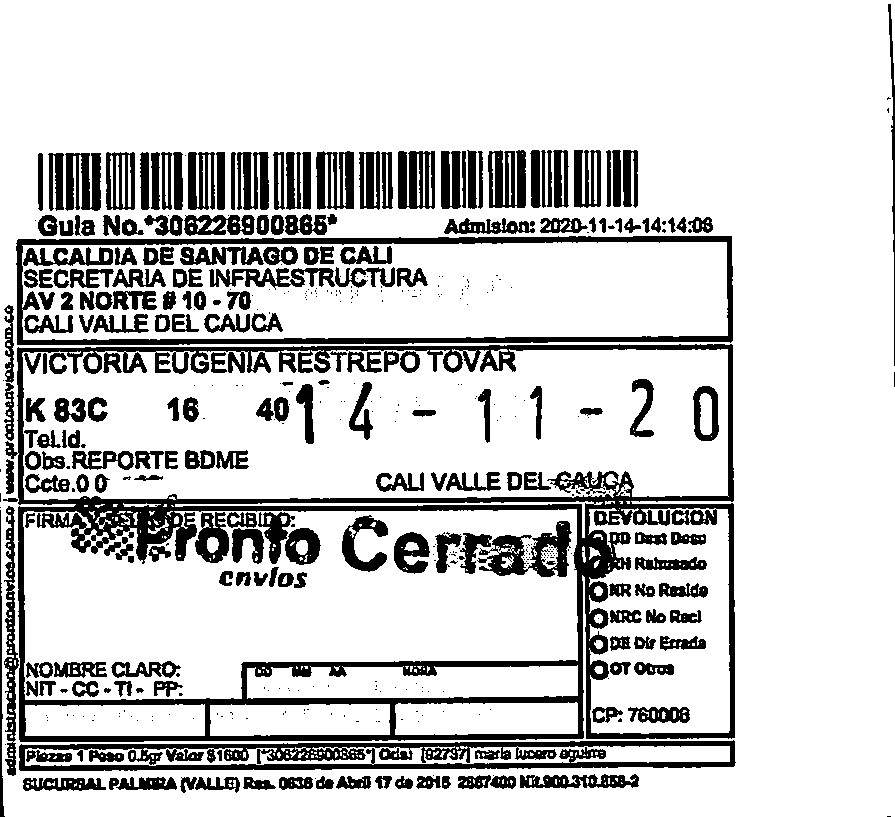 Guia No.*306226900865*
Admision: 2020-11-14-14:14:08
ALCALDIA DE SANTIAGO DE CALI
SECRETARIA DE INFRAESTRUCTURA
AV 2 NORTE # 10 - 70
CALI VALLE DEL CAUCA
VICTORIA EUGENIA RESTREPO TOVAR
K 83C 16 40
14-11-20
Tel.Id.
Obs.REPORTE BDME
Ccte.0 0
CALI VALLE DEL CAUCA
FIRMA DE RECIBIDO:
Pronto Cerrado
envíos
DEVOLUCION
DD Dest Desc
RH Rehusado
NR No Reside
NRC No Recl
DE Dir Errada
OT Otros
CP: 760006
NOMBRE CLARO:
NIT - CC - TI - PP:
DD MM AA HORA
Piezas 1 Peso 0.5gr Valor $1600 [*306226900865*] Odst [92737] maria lucero aguirre
SUCURSAL PALMIRA (VALLE) Res. 0636 de Abril 17 de 2015 2867400 Nit.900.310.856-2
administracion@prontoenvios.com.co | www.prontoenvios.com.co